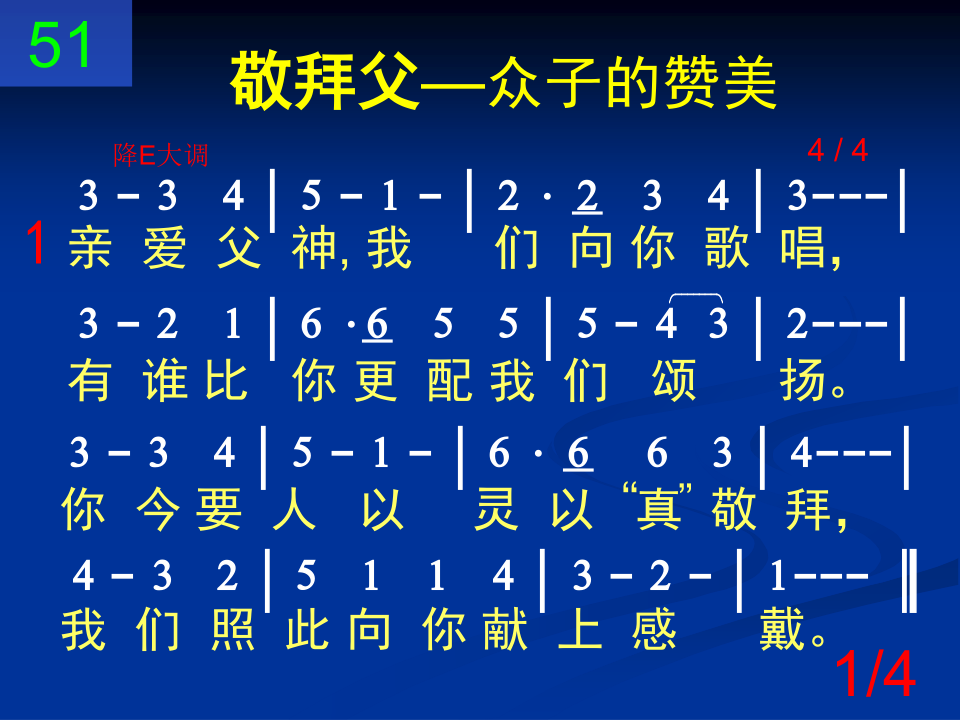 51
敬拜父—众子的赞美
降E大调 4 / 4
3 - 3 4 | 5 - 1 - | 2 · 2 3 4 | 3--- |
1 亲 爱 父 神, 我 们 向 你 歌 唱,
3 - 2 1 | 6 · 6 5 5 | 5 - 4 3 | 2--- |
有 谁 比 你 更 配 我 们 颂 扬。
3 - 3 4 | 5 - 1 - | 6 · 6 6 3 | 4--- |
你 今 要 人 以 灵 以 “真” 敬 拜,
4 - 3 2 | 5 1 1 4 | 3 - 2 - | 1--- ‖
我 们 照 此 向 你 献 上 感 戴。
1/4